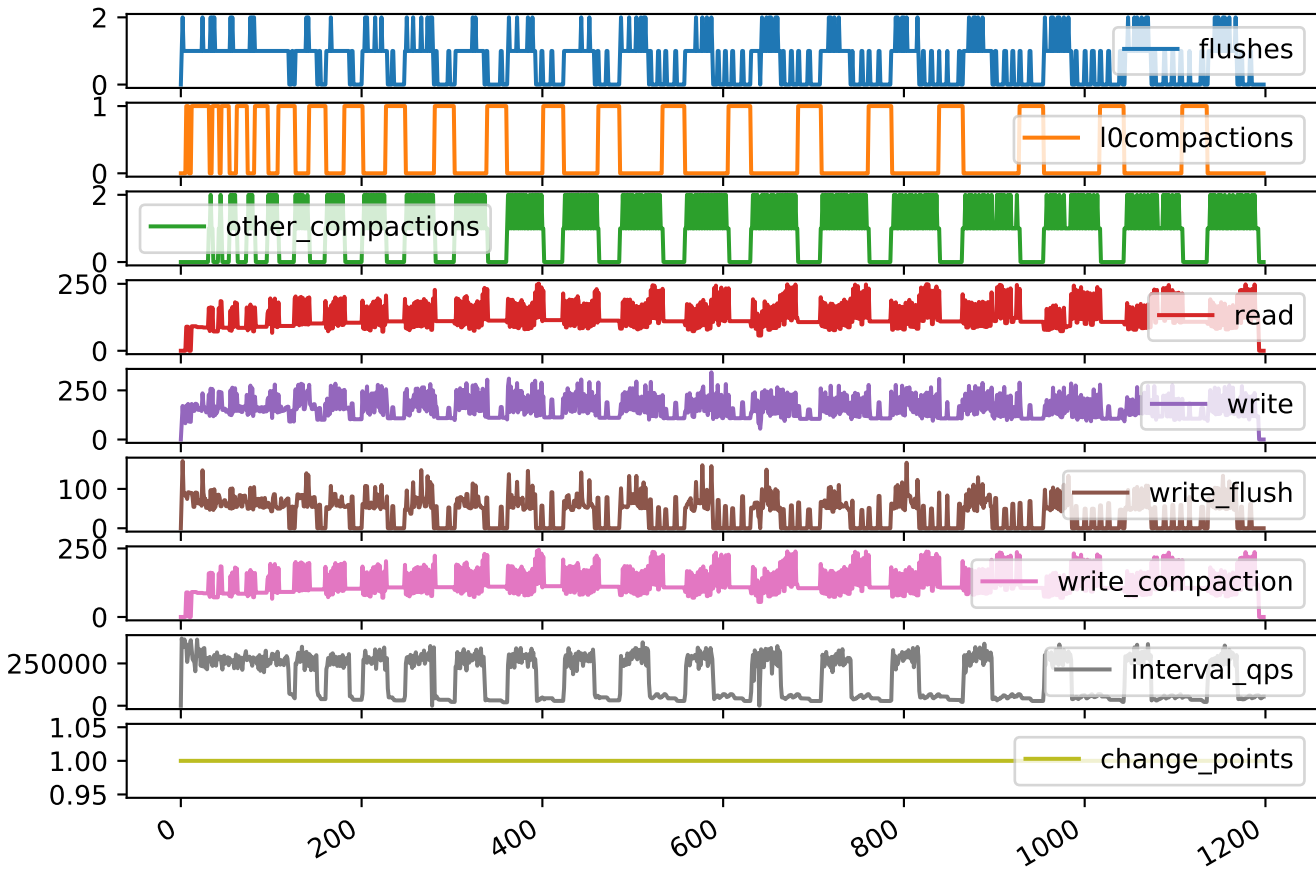 2
flushes
0
1
l0compactions
0
2
other_compactions
0
250
read
0
250
write
0
100
write_flush
0
250
write_compaction
0
250000
interval_qps
0
1.05
1.00
change_points
0.95
0 200 400 600 800 1000 1200